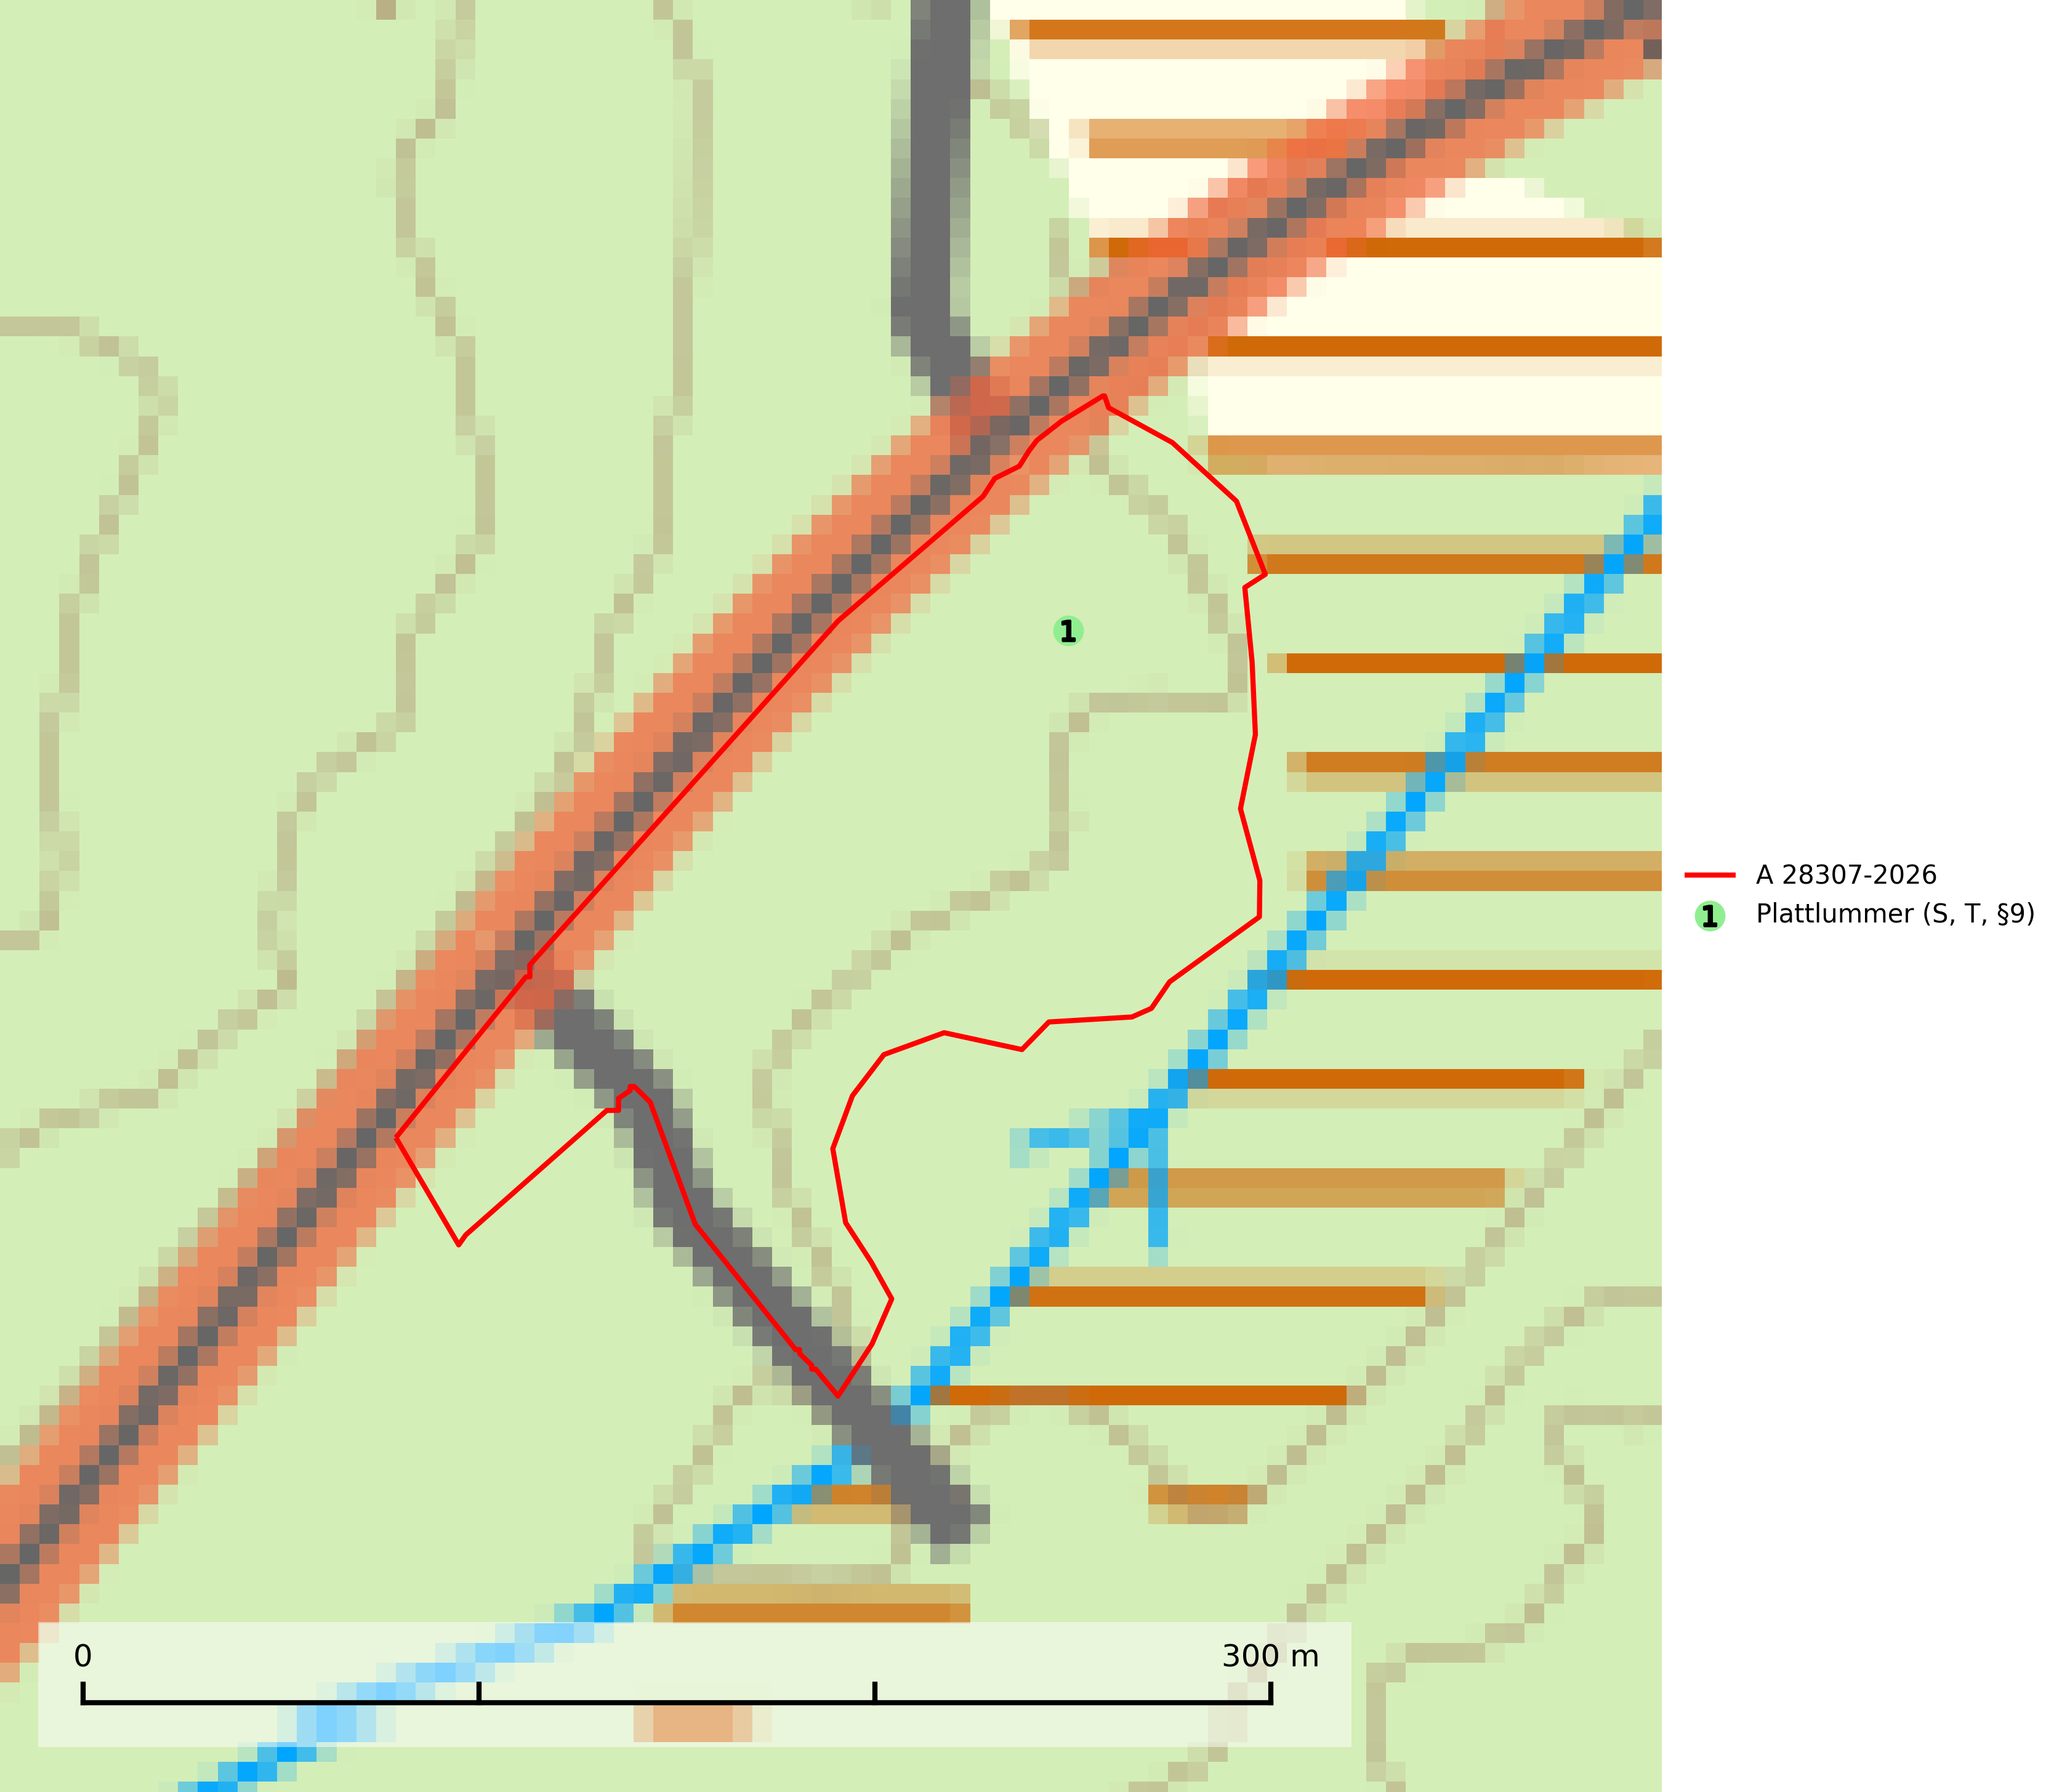 1
A 28307-2026
1 Plattlummer (S, T, §9)
0 300 m